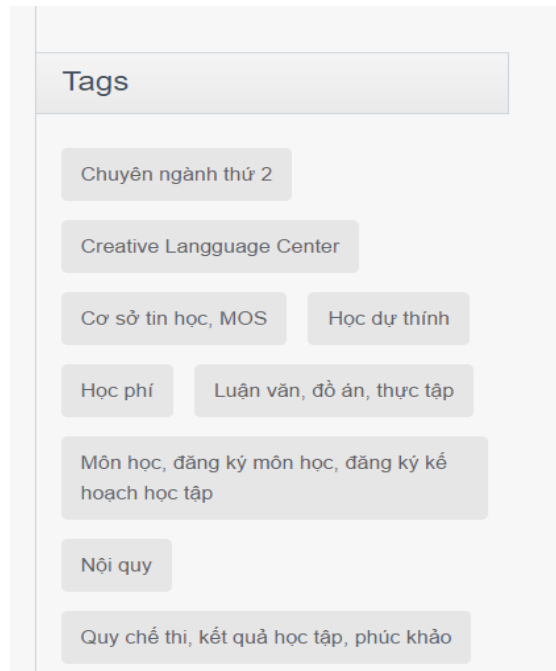 Tags
Chuyên ngành thứ 2
Creative Langguage Center
Cơ sở tin học, MOS
Học dự thính
Học phí
Luận văn, đồ án, thực tập
Môn học, đăng ký môn học, đăng ký kế
hoạch học tập
Nội quy
Quy chế thi, kết quả học tập, phúc khảo